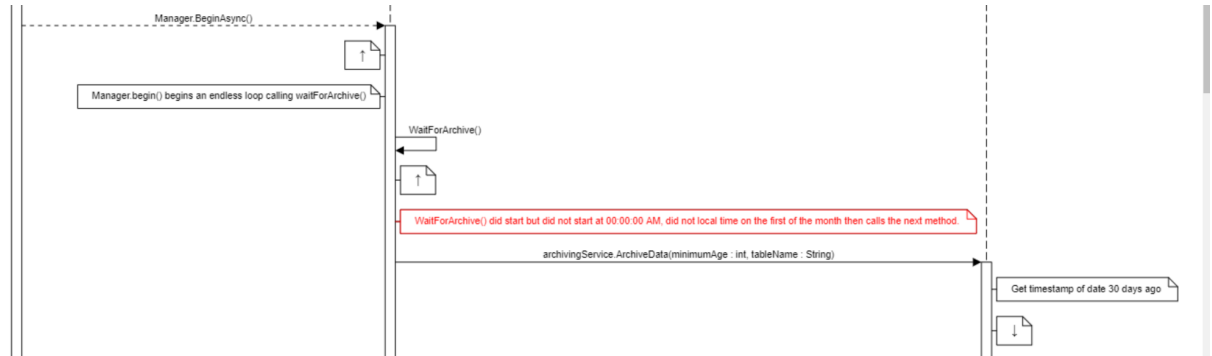 Manager.BeginAsync()
↑
Manager.begin() begins an endless loop calling waitForArchive()
WaitForArchive()
↑
WaitForArchive() did start but did not start at 00:00:00 AM, did not local time on the first of the month then calls the next method.
archivingService.ArchiveData(minimumAge : int, tableName : String)
Get timestamp of date 30 days ago
↓